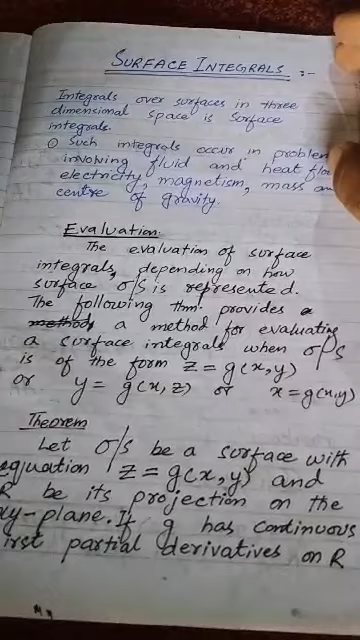 SURFACE INTEGRALS :-
Integrals over surfaces in three
dimensional space is Surface
integrals.
⊙ Such integrals occur in problem
involving fluid and heat flow
electricity, magnetism, mass an
centre of gravity.
Evaluation.
The evaluation of surface
integrals, depending on how
surface σ/s is represented.
The following thm' provides a
a method for evaluating
a surface integrals when σ/s
is of the form z = g(x,y)
or y = g(x,z) or x = g(x,y)
Theorem
Let σ/s be a surface with
equation z = g(x,y) and
R be its projection on the
xy-plane. If g has continuous
first partial derivatives on R